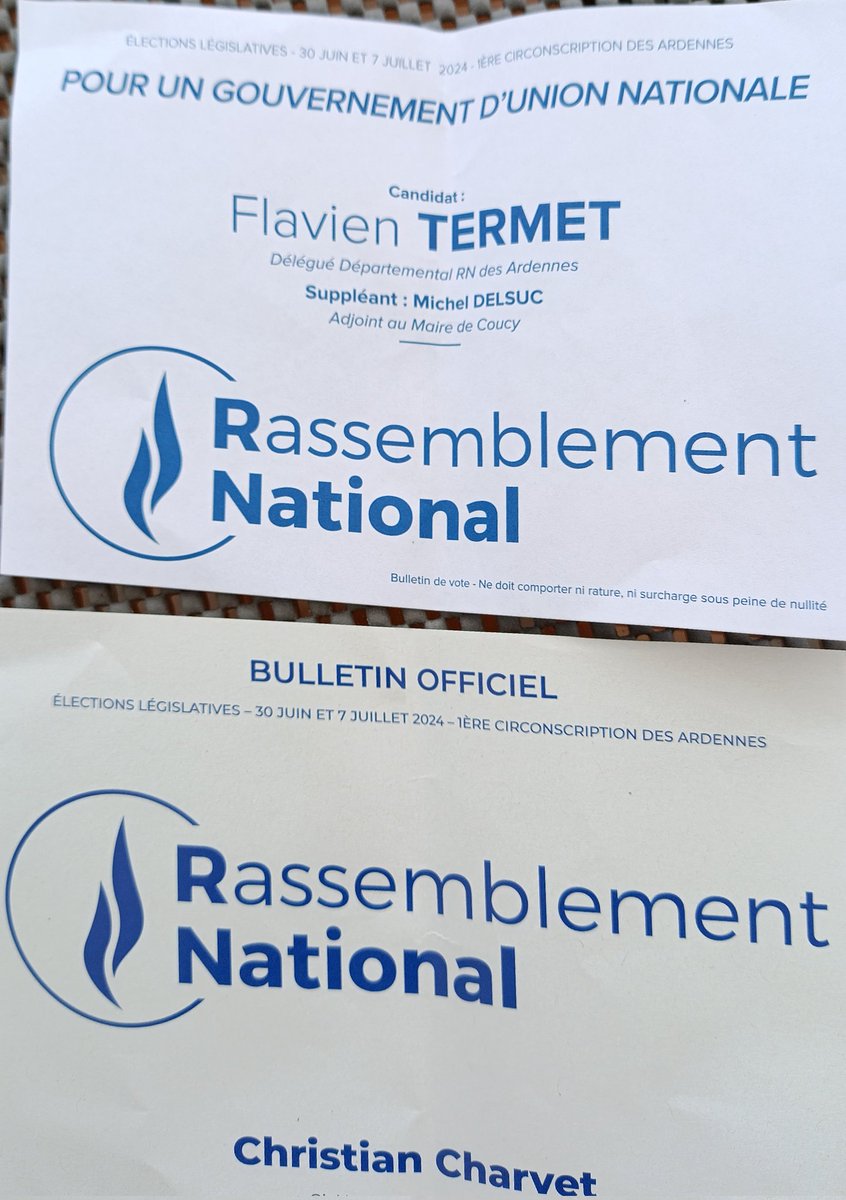 ÉLECTIONS LÉGISLATIVES - 30 JUIN ET 7 JUILLET 2024 - 1ÈRE CIRCONSCRIPTION DES ARDENNES
POUR UN GOUVERNEMENT D'UNION NATIONALE
Candidat :
Flavien TERMET
Délégué Départemental RN des Ardennes
Suppléant : Michel DELSUC
Adjoint au Maire de Coucy
Rassemblement
National
Bulletin de vote - Ne doit comporter ni rature, ni surcharge sous peine de nullité
BULLETIN OFFICIEL
ÉLECTIONS LÉGISLATIVES – 30 JUIN ET 7 JUILLET 2024 – 1ÈRE CIRCONSCRIPTION DES ARDENNES
Rassemblement
National
Christian Charvet